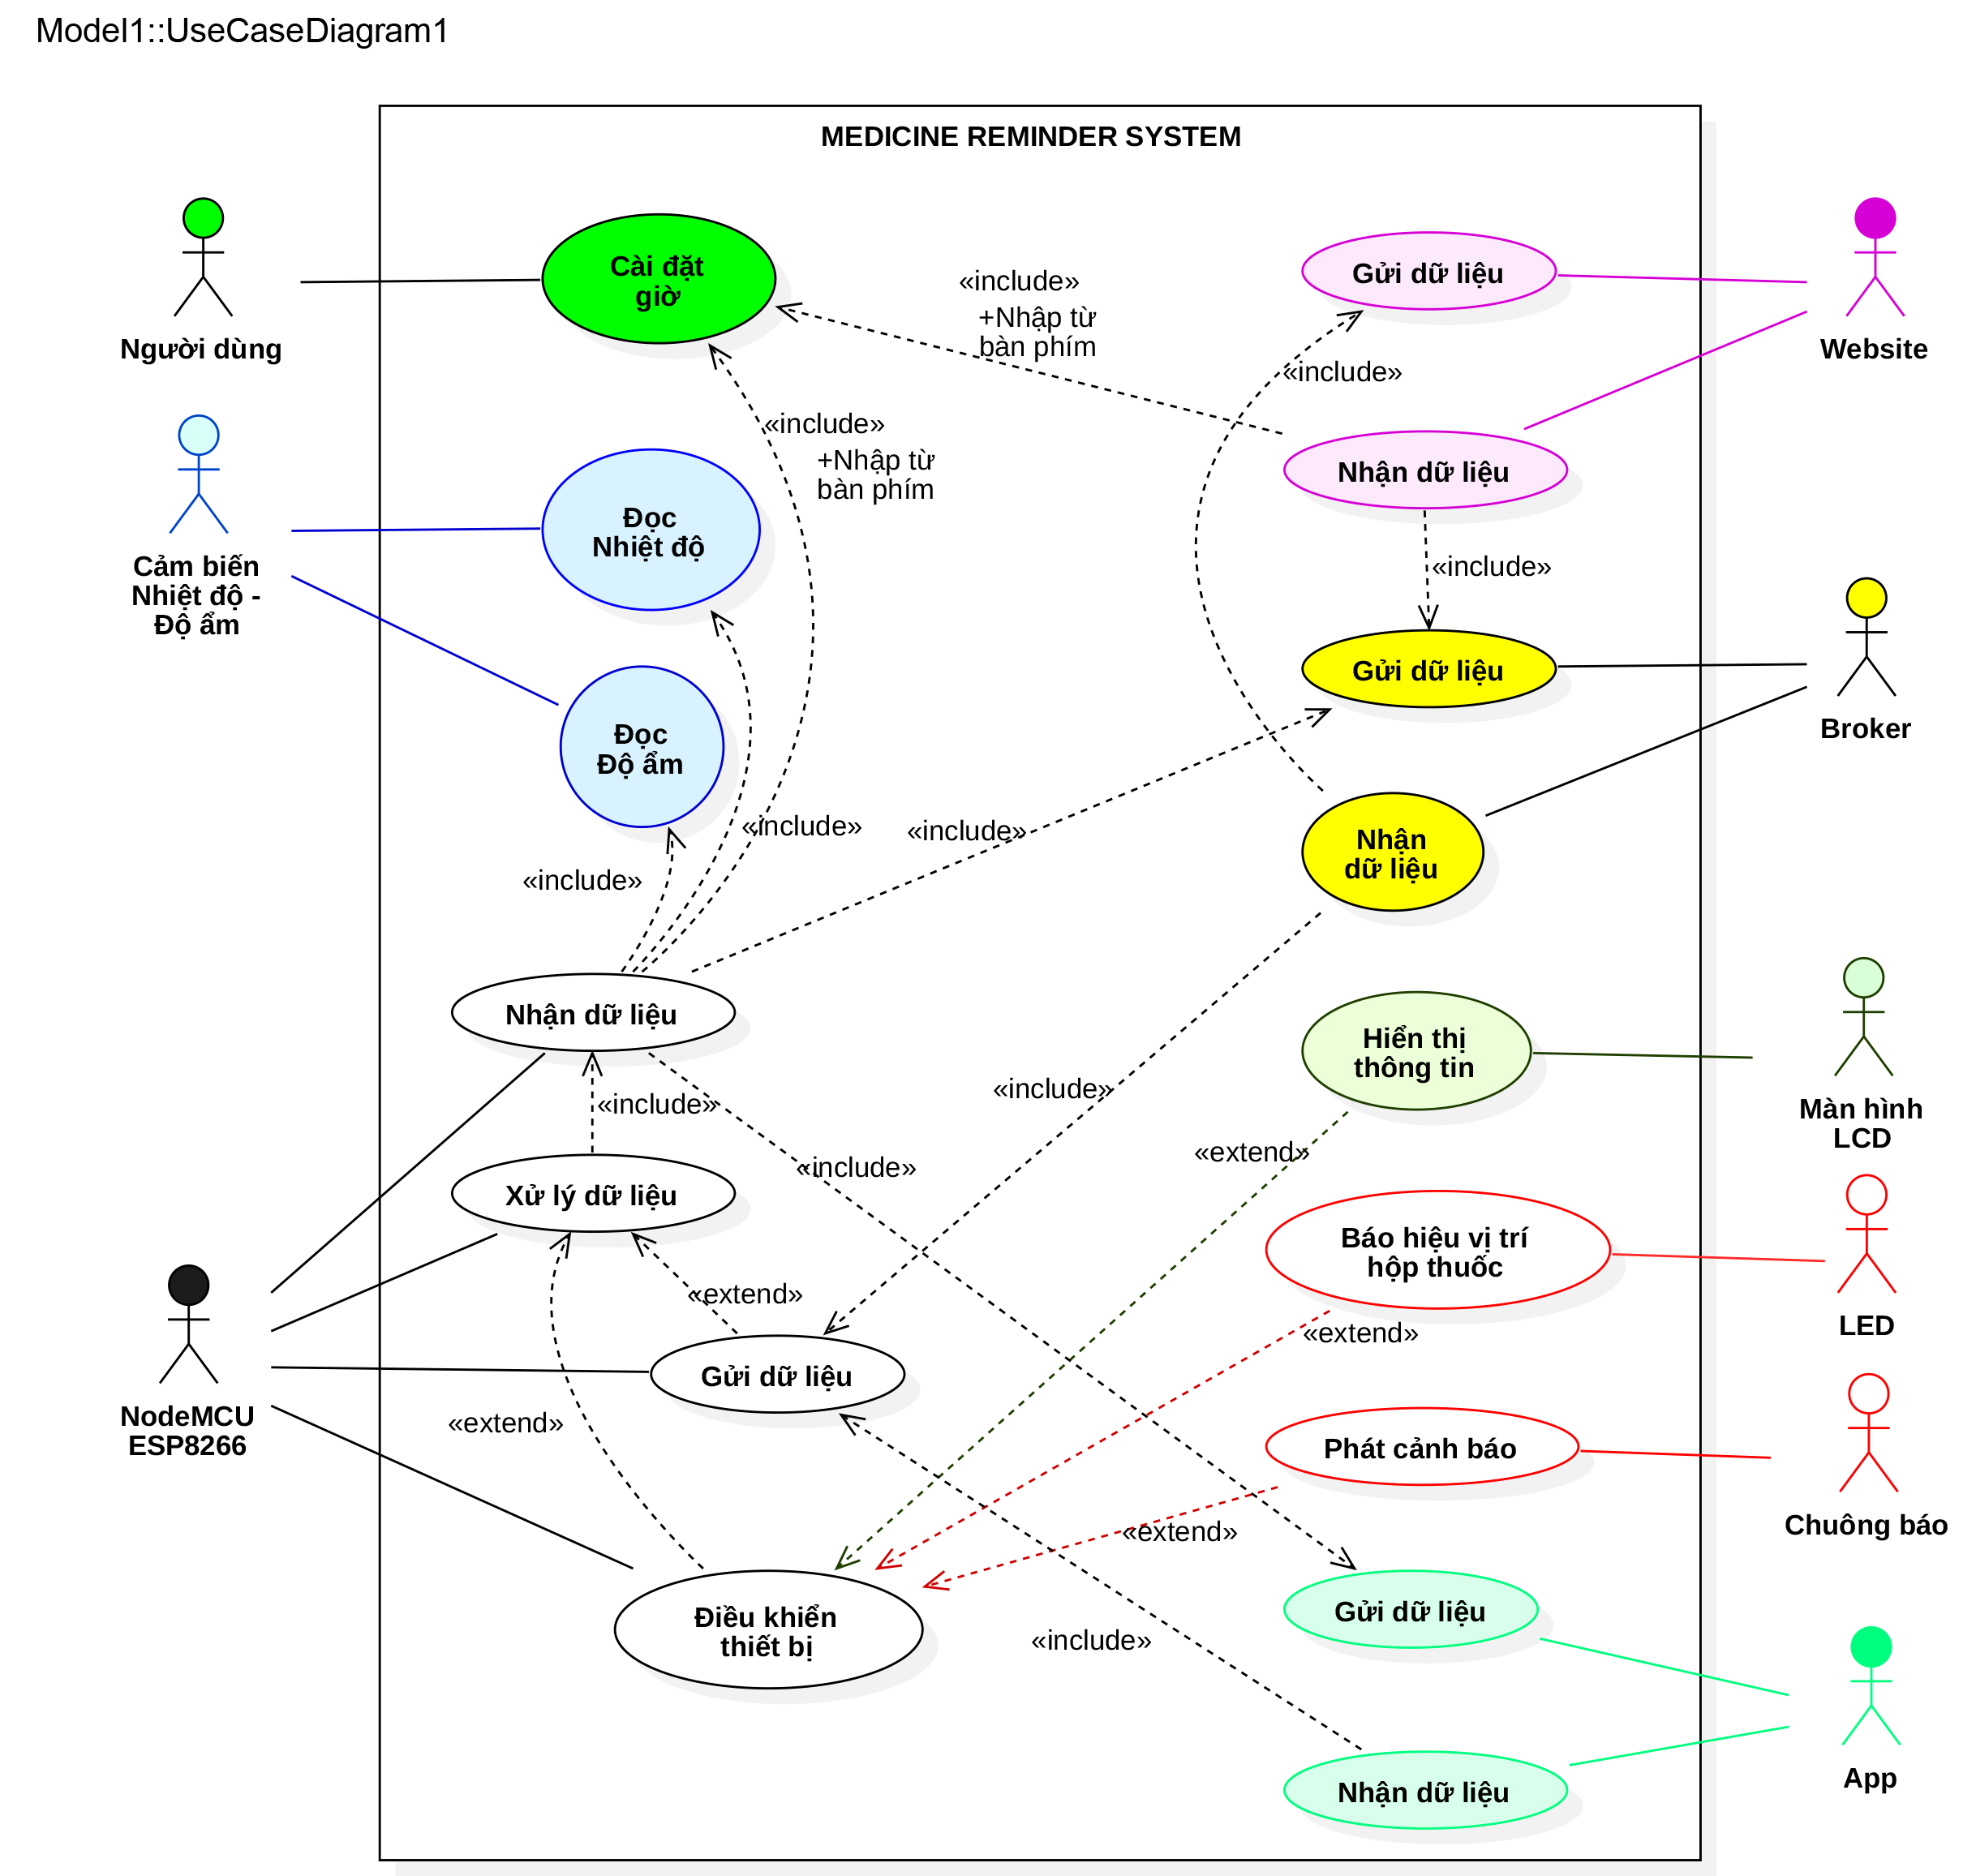 Model1::UseCaseDiagram1
MEDICINE REMINDER SYSTEM
Người dùng
Cảm biến
Nhiệt độ -
Độ ẩm
NodeMCU
ESP8266
Cài đặt
giờ
Đọc
Nhiệt độ
Đọc
Độ ẩm
Nhận dữ liệu
Xử lý dữ liệu
Gửi dữ liệu
Điều khiển
thiết bị
«include»
+Nhập từ
bàn phím
«include»
+Nhập từ
bàn phím
«include»
«include»
«include»
«include»
«include»
«include»
«include»
«include»
«extend»
«extend»
«extend»
«extend»
«extend»
«include»
Gửi dữ liệu
Nhận dữ liệu
Gửi dữ liệu
Nhận
dữ liệu
Hiển thị
thông tin
Báo hiệu vị trí
hộp thuốc
Phát cảnh báo
Gửi dữ liệu
Nhận dữ liệu
Website
Broker
Màn hình
LCD
LED
Chuông báo
App